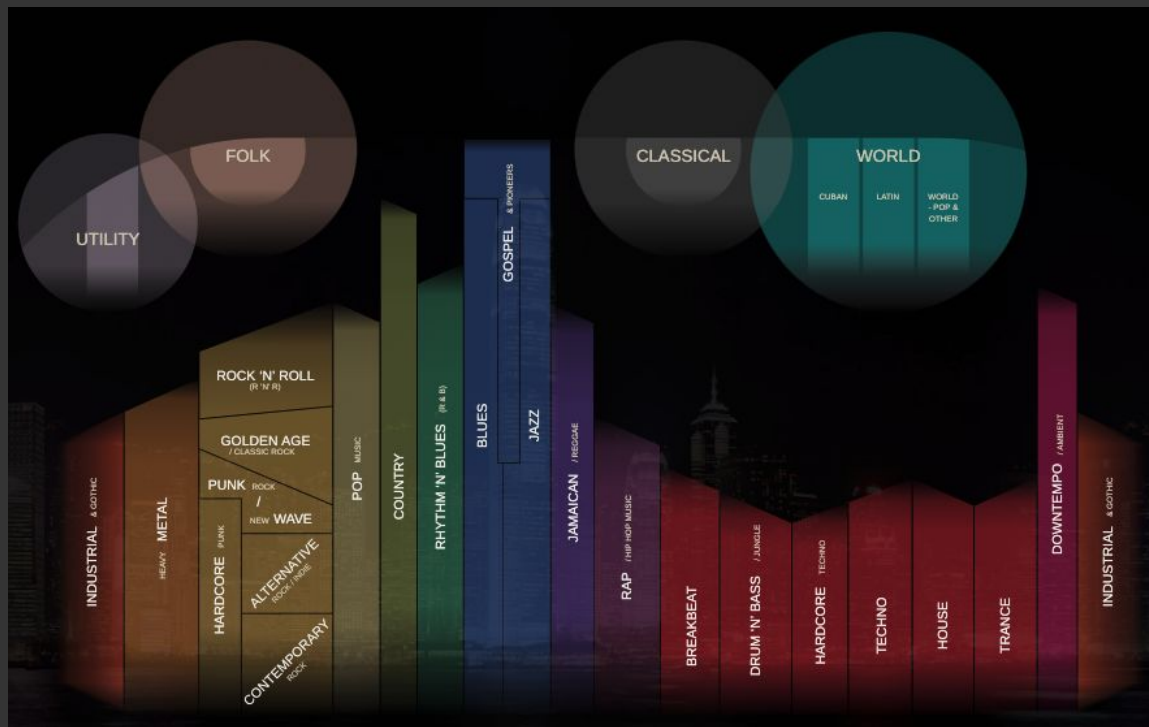 UTILITY
FOLK
CLASSICAL
WORLD
CUBAN
LATIN
WORLD
- POP &
OTHER
INDUSTRIAL & GOTHIC
HEAVY METAL
ROCK 'N' ROLL
(R 'N' R)
GOLDEN AGE
/ CLASSIC ROCK
PUNK ROCK
/
NEW WAVE
HARDCORE PUNK
ALTERNATIVE
ROCK / INDIE
CONTEMPORARY
ROCK
POP MUSIC
COUNTRY
RHYTHM 'N' BLUES (R & B)
BLUES
GOSPEL & PIONEERS
JAZZ
JAMAICAN / REGGAE
RAP / HIP HOP MUSIC
BREAKBEAT
DRUM 'N' BASS / JUNGLE
HARDCORE TECHNO
TECHNO
HOUSE
TRANCE
DOWNTEMPO / AMBIENT
INDUSTRIAL & GOTHIC